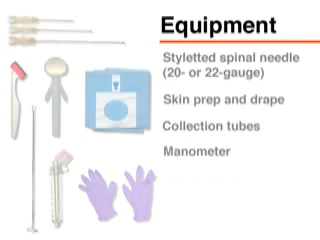 Equipment
Styletted spinal needle
(20- or 22-gauge)
Skin prep and drape
Collection tubes
Manometer